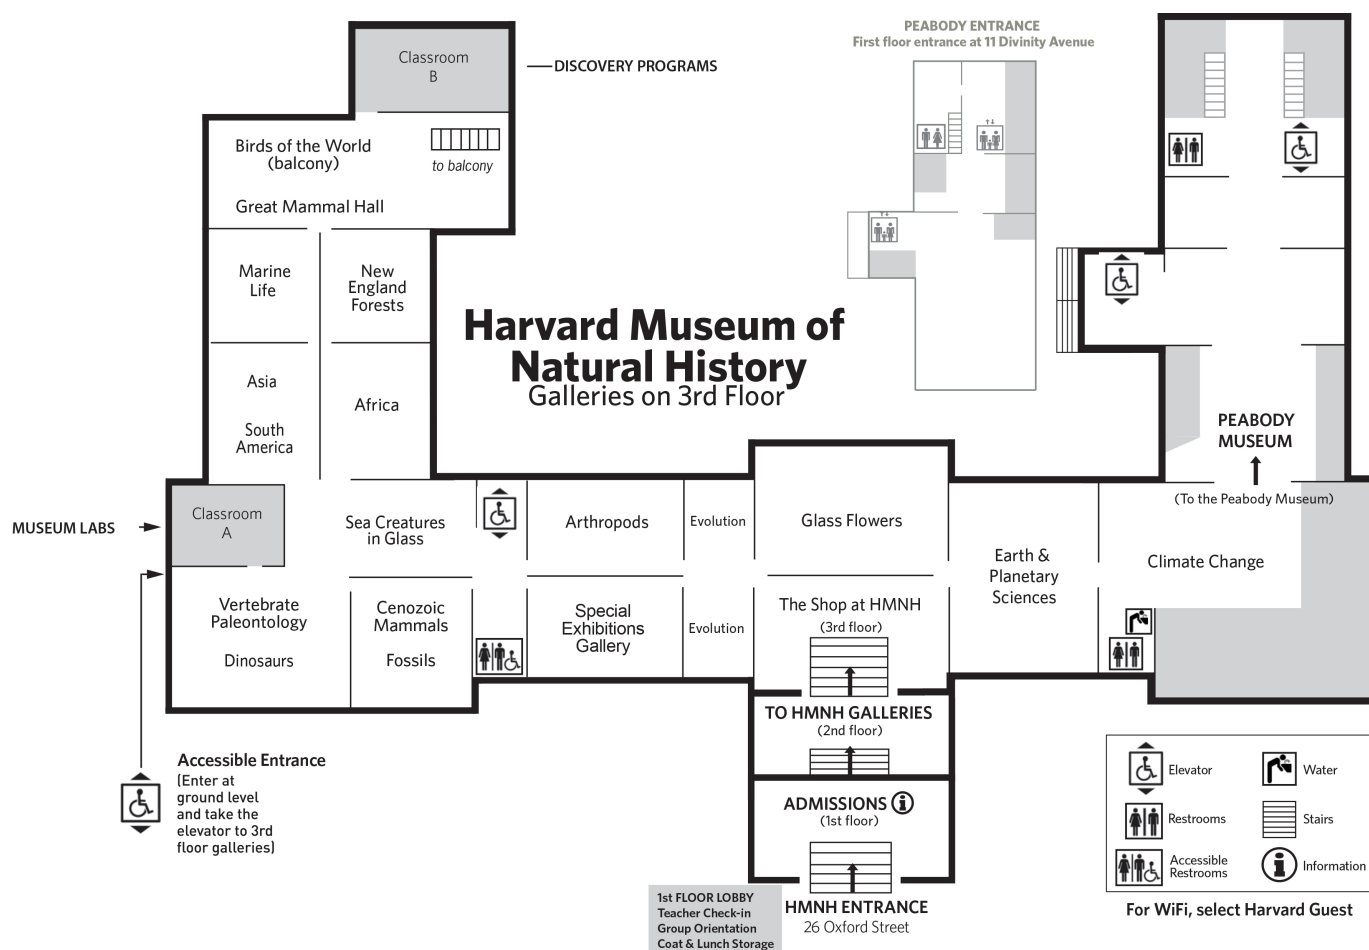 PEABODY ENTRANCE
First floor entrance at 11 Divinity Avenue
Classroom
B
DISCOVERY PROGRAMS
Birds of the World
(balcony)
to balcony
Great Mammal Hall
Marine
Life
New
England
Forests
Harvard Museum of
Natural History
Galleries on 3rd Floor
Asia
South
America
Africa
PEABODY
MUSEUM
(To the Peabody Museum)
MUSEUM LABS
Classroom
A
Sea Creatures
in Glass
Arthropods
Evolution
Glass Flowers
Earth &
Planetary
Sciences
Climate Change
Vertebrate
Paleontology
Dinosaurs
Cenozoic
Mammals
Fossils
Special
Exhibitions
Gallery
Evolution
The Shop at HMNH
(3rd floor)
TO HMNH GALLERIES
(2nd floor)
ADMISSIONS i
(1st floor)
Accessible Entrance
(Enter at
ground level
and take the
elevator to 3rd
floor galleries)
1st FLOOR LOBBY
Teacher Check-in
Group Orientation
Coat & Lunch Storage
HMNH ENTRANCE
26 Oxford Street
Elevator
Water
Restrooms
Stairs
Accessible
Restrooms
i Information
For WiFi, select Harvard Guest